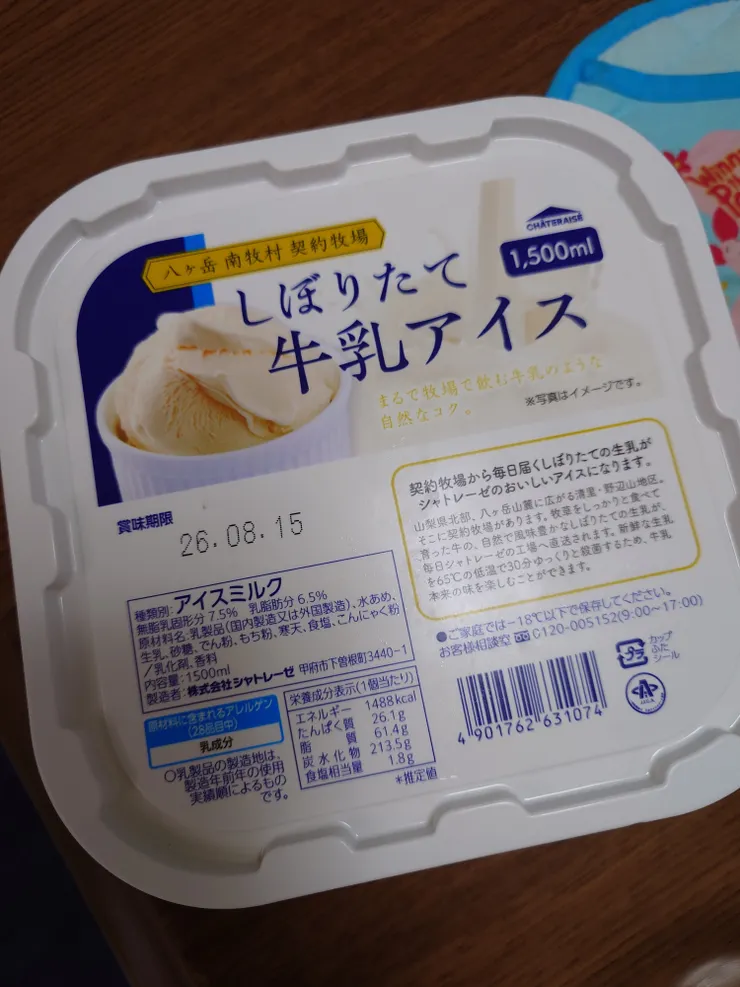 八ヶ岳 南牧村 契約牧場
CHÂTERAISÉ
1,500ml
しぼりたて
牛乳アイス
まるで牧場で飲む牛乳のような
自然なコク。
※写真はイメージです。
契約牧場から毎日届くしぼりたての生乳が
シャトレーゼのおいしいアイスになります。
山梨県北部、八ヶ岳山麓に広がる清里・野辺山地区。
そこに契約牧場があります。牧草をしっかりと食べて
育った牛の、自然で風味豊かなしぼりたての生乳が、
毎日シャトレーゼの工場へ直送されます。新鮮な生乳
を65℃の低温で30分ゆっくりと殺菌するため、牛乳
本来の味を楽しむことができます。
賞味期限
26.08.15
種類別: アイスミルク
無脂乳固形分 7.5% 乳脂肪分 6.5%
原材料名:乳製品(国内製造又は外国製造)、水あめ、
生乳、砂糖、でん粉、もち粉、寒天、食塩、こんにゃく粉
/乳化剤、香料
内容量:1500ml
製造者:株式会社シャトレーゼ 甲府市下曽根町3440-1
●ご家庭では-18℃以下で保存してください。
お客様相談室 0120-005152(9:00~17:00)
原材料に含まれるアレルゲン
(28品目中)
乳成分
○乳製品の製造地は、
製造年前年の使用
実績順によるもの
です。
栄養成分表示(1個当たり)
エネルギー 1488kcal
たんぱく質 26.1g
脂質 61.4g
炭水化物 213.5g
食塩相当量 1.8g
*推定値
4 901762 631074
プラ
カップ
ふた
シール
Winnie